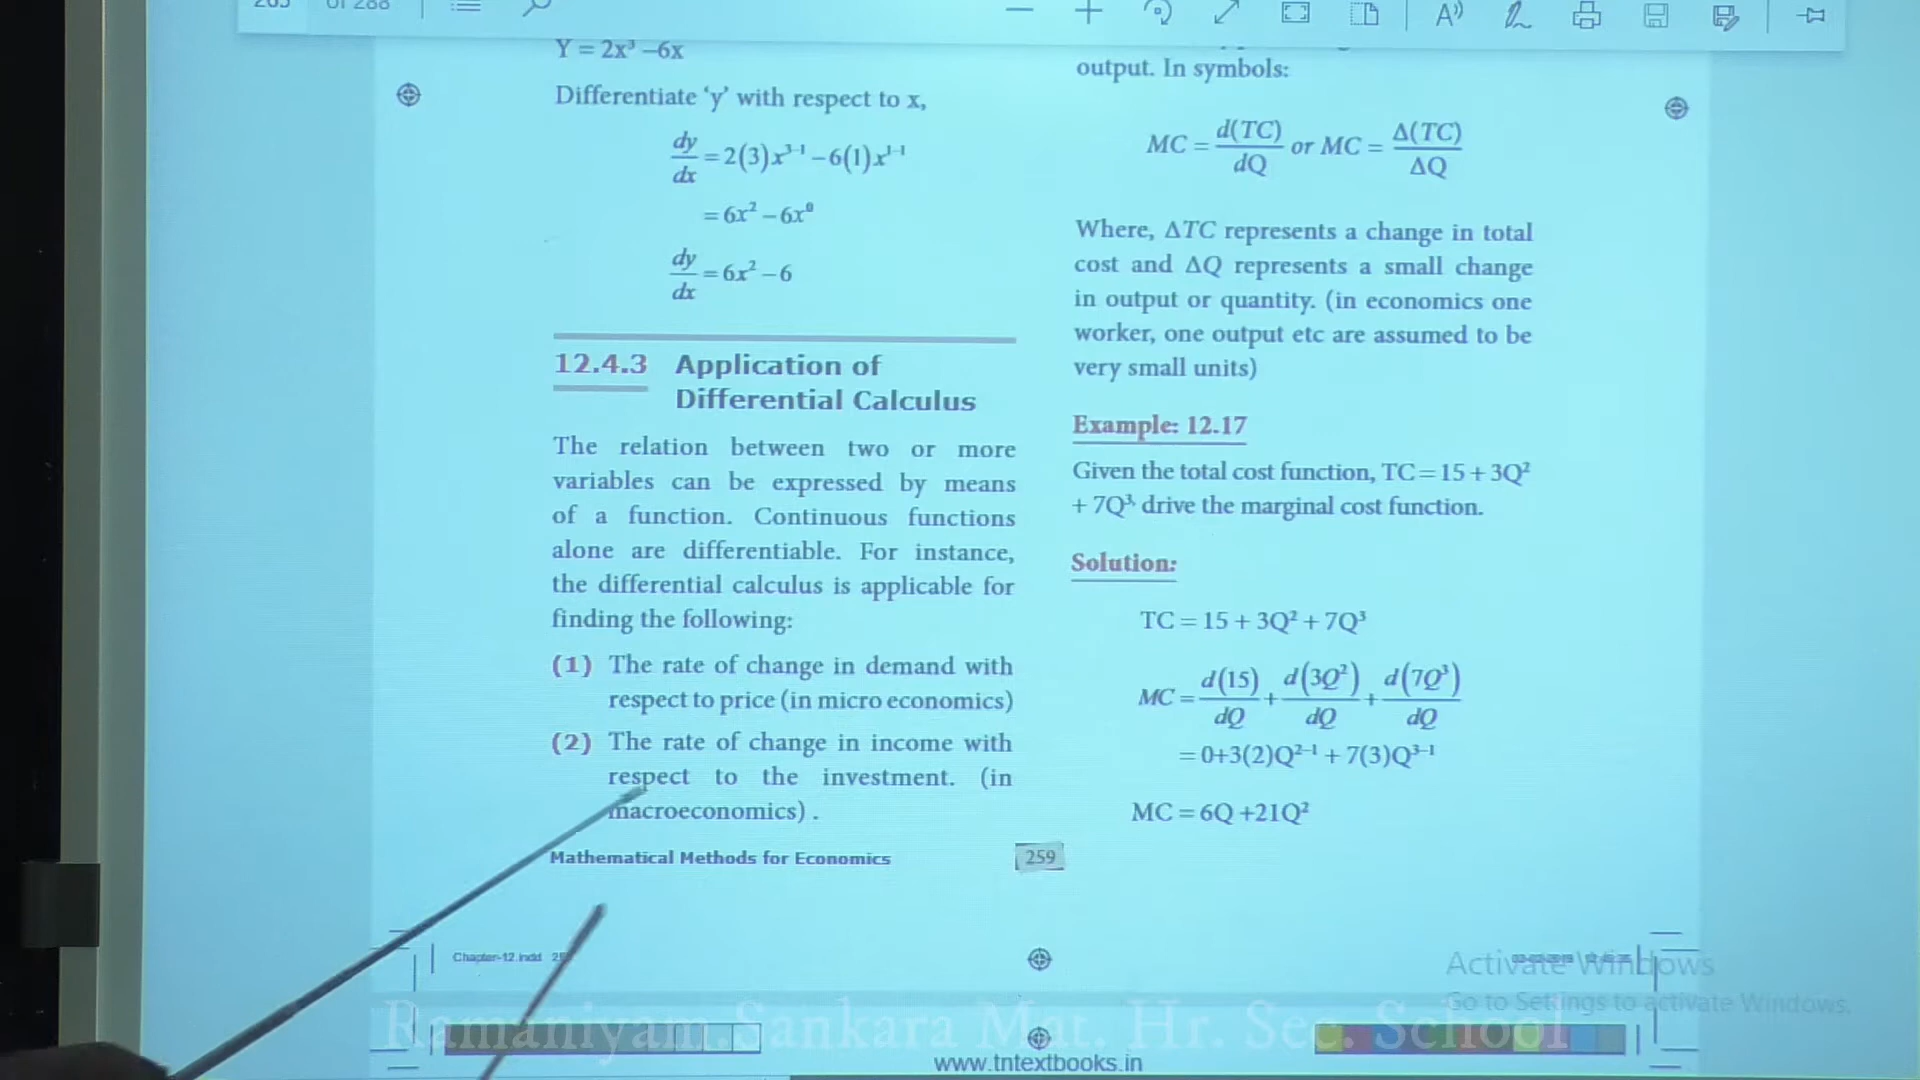 of 288
Y = 2x³ –6x
Differentiate ‘y’ with respect to x,
dy/dx = 2(3)x³⁻¹ – 6(1)x¹⁻¹
= 6x² – 6x⁰
dy/dx = 6x² – 6
12.4.3 Application of
Differential Calculus
The relation between two or more
variables can be expressed by means
of a function. Continuous functions
alone are differentiable. For instance,
the differential calculus is applicable for
finding the following:
(1) The rate of change in demand with
respect to price (in micro economics)
(2) The rate of change in income with
respect to the investment. (in
macroeconomics) .
output. In symbols:
MC = d(TC)/dQ or MC = Δ(TC)/ΔQ
Where, ΔTC represents a change in total
cost and ΔQ represents a small change
in output or quantity. (in economics one
worker, one output etc are assumed to be
very small units)
Example: 12.17
Given the total cost function, TC = 15 + 3Q²
+ 7Q³, drive the marginal cost function.
Solution:
TC = 15 + 3Q² + 7Q³
MC = d(15)/dQ + d(3Q²)/dQ + d(7Q³)/dQ
= 0+3(2)Q²⁻¹ + 7(3)Q³⁻¹
MC = 6Q +21Q²
Mathematical Methods for Economics 259
Chapter-12.indd
Activate Windows
Go to Settings to activate Windows.
Ramaniyam.Sankara Mat. Hr. Sec. School
www.tntextbooks.in